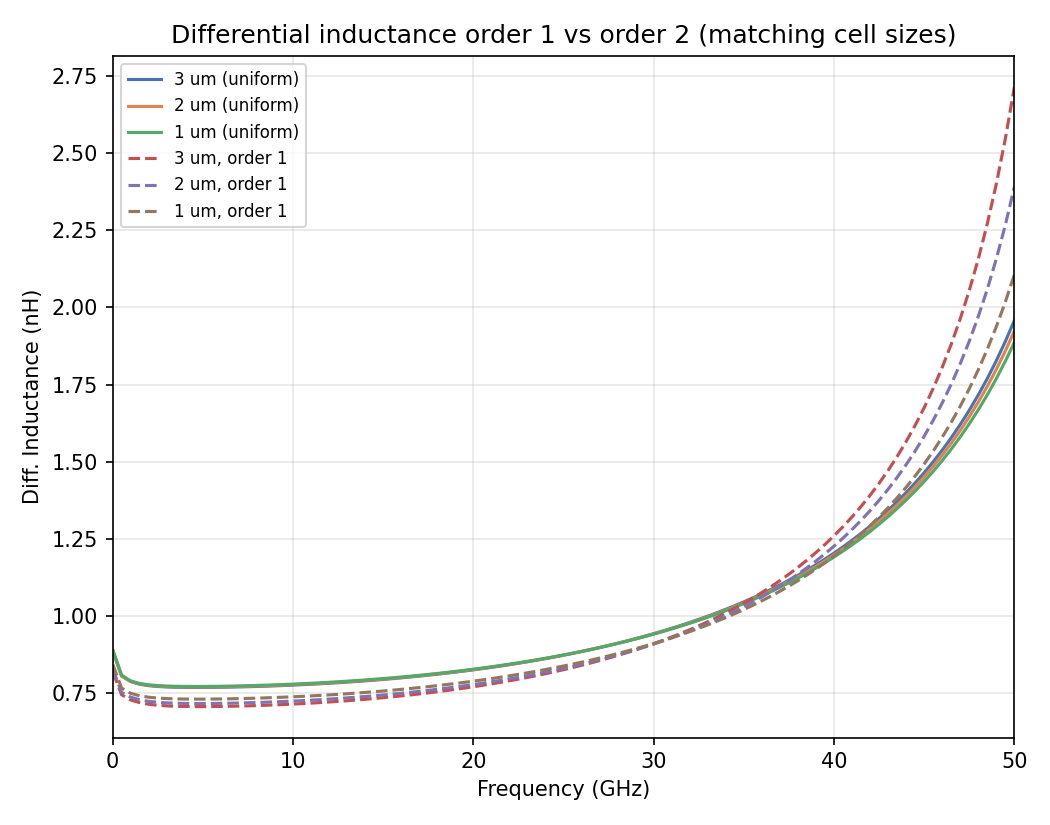 Differential inductance order 1 vs order 2 (matching cell sizes)
3 um (uniform)
2 um (uniform)
1 um (uniform)
3 um, order 1
2 um, order 1
1 um, order 1
2.75
2.50
2.25
2.00
1.75
1.50
1.25
1.00
0.75
Diff. Inductance (nH)
0 10 20 30 40 50
Frequency (GHz)